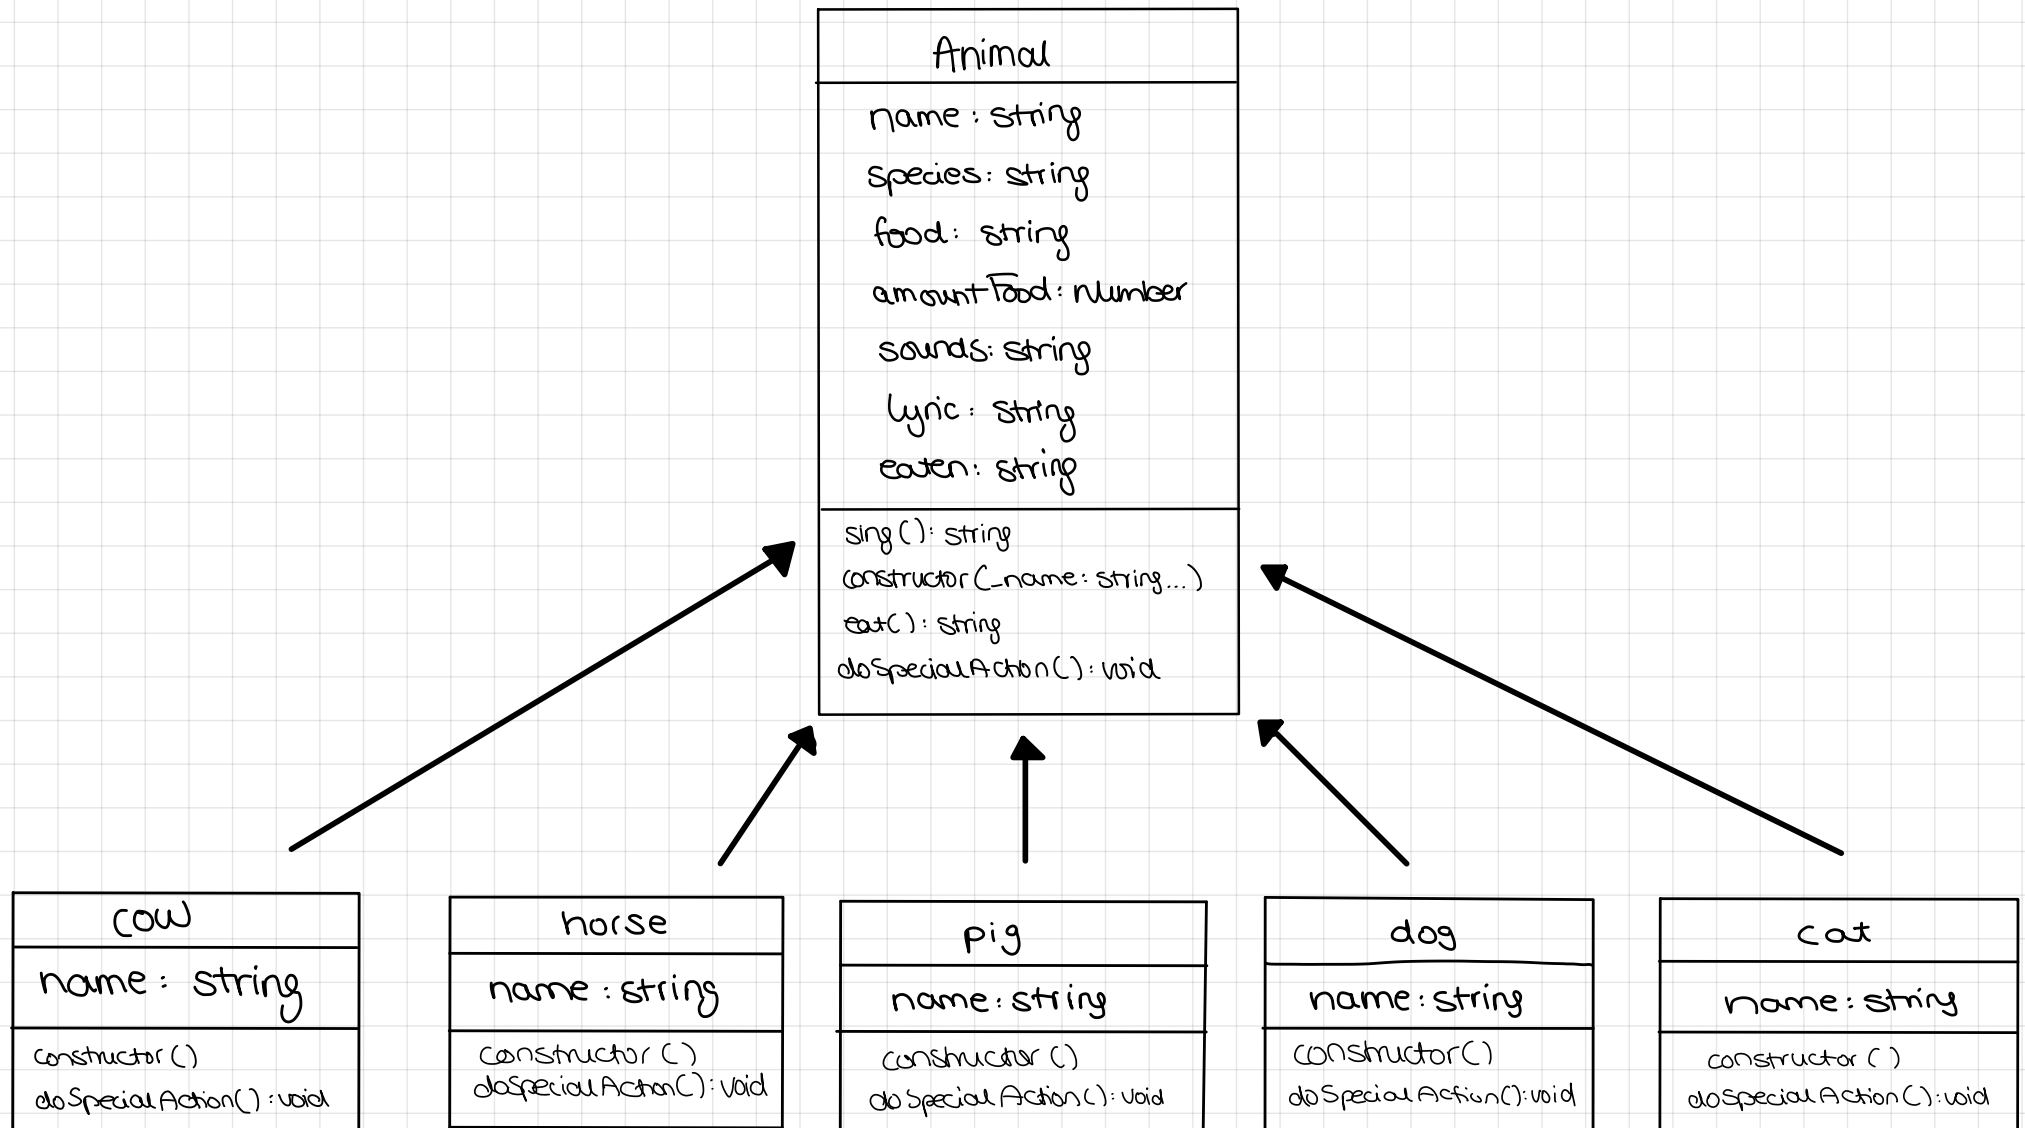 Animal
name: string
species: string
food: string
amountFood: number
sounds: string
lyric: string
eaten: string
sing(): string
constructor(_name: string...)
eat(): string
doSpecialAction(): void
cow
name: string
constructor()
doSpecialAction(): void
horse
name: string
constructor()
doSpecialAction(): void
pig
name: string
constructor()
doSpecialAction(): void
dog
name: string
constructor()
doSpecialAction(): void
cat
name: string
constructor()
doSpecialAction(): void